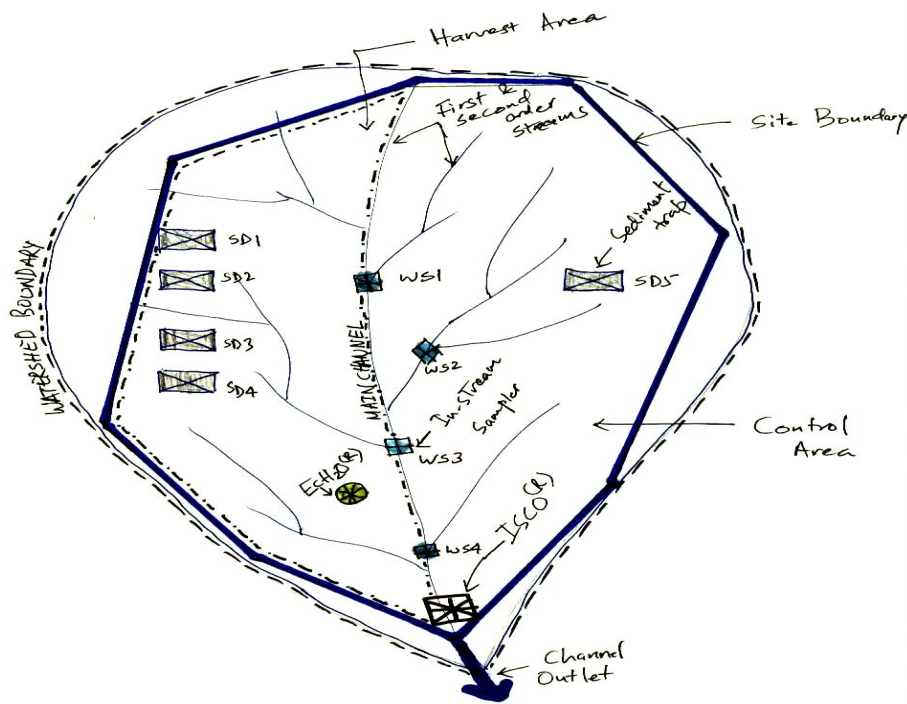 Harvest Area
First &
second
order
streams
Site Boundary
Sediment
trap
WATERSHED BOUNDARY
SD1
SD2
SD3
SD4
SD5
WS1
MAIN CHANNEL
WS2
In-stream
Sampler
WS3
Control
Area
ECH2O(R)
ISCO(R)
WS4
Channel
Outlet